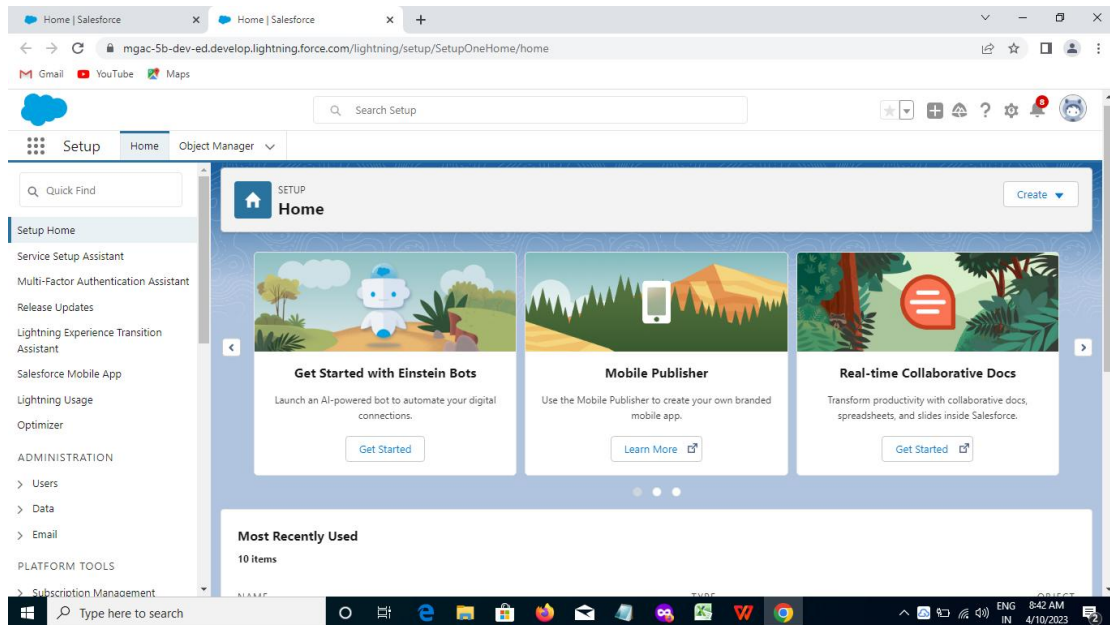 Home | Salesforce
Home | Salesforce
mgac-5b-dev-ed.develop.lightning.force.com/lightning/setup/SetupOneHome/home
Gmail YouTube Maps
Search Setup
8
Setup Home Object Manager
Quick Find
Setup Home
Service Setup Assistant
Multi-Factor Authentication Assistant
Release Updates
Lightning Experience Transition
Assistant
Salesforce Mobile App
Lightning Usage
Optimizer
ADMINISTRATION
Users
Data
Email
PLATFORM TOOLS
Subscription Management
SETUP
Home
Create
Get Started with Einstein Bots
Launch an AI-powered bot to automate your digital
connections.
Get Started
Mobile Publisher
Use the Mobile Publisher to create your own branded
mobile app.
Learn More
Real-time Collaborative Docs
Transform productivity with collaborative docs,
spreadsheets, and slides inside Salesforce.
Get Started
Most Recently Used
10 items
NAME TYPE OBJECT
Type here to search
ENG
IN
8:42 AM
4/10/2023
2